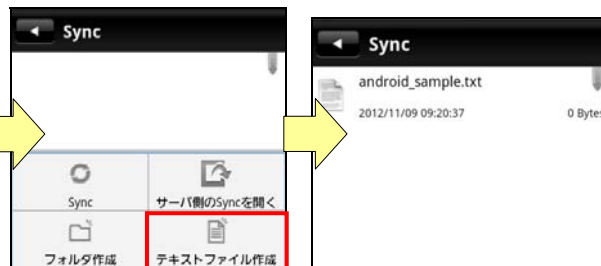 Sync
Sync
サーバ側のSyncを開く
フォルダ作成
テキストファイル作成
Sync
android_sample.txt
2012/11/09 09:20:37
0 Bytes